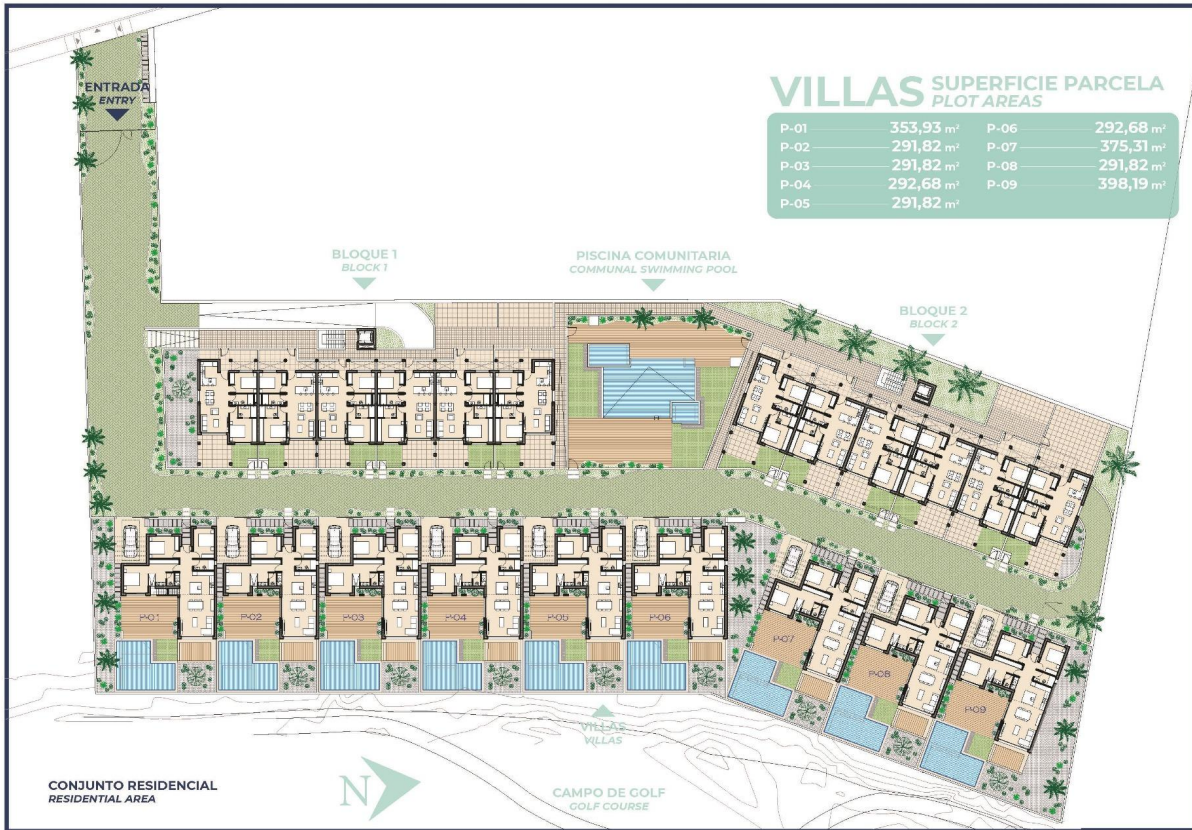 ENTRADA
ENTRY
VILLAS SUPERFICIE PARCELA
PLOT AREAS
P-01 353,93 m² P-06 292,68 m²
P-02 291,82 m² P-07 375,31 m²
P-03 291,82 m² P-08 291,82 m²
P-04 292,68 m² P-09 398,19 m²
P-05 291,82 m²
BLOQUE 1
BLOCK 1
PISCINA COMUNITARIA
COMMUNAL SWIMMING POOL
BLOQUE 2
BLOCK 2
P-01 P-02 P-03 P-04 P-05 P-06
P-07
P-08
P-09
VILLAS
VILLAS
CONJUNTO RESIDENCIAL
RESIDENTIAL AREA
N
CAMPO DE GOLF
GOLF COURSE